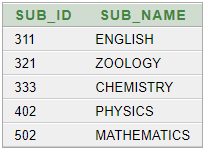 SUB_ID SUB_NAME
311 ENGLISH
321 ZOOLOGY
333 CHEMISTRY
402 PHYSICS
502 MATHEMATICS